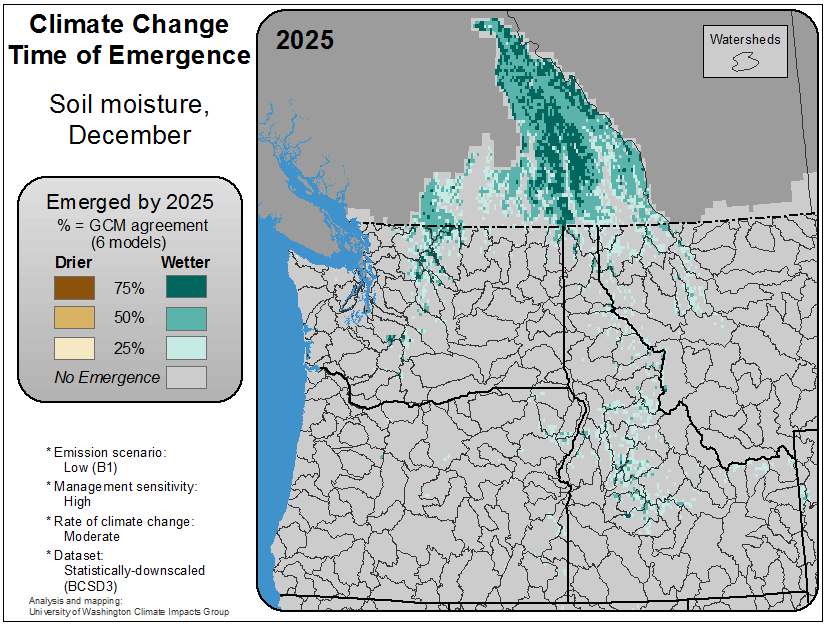 Climate Change
Time of Emergence
Soil moisture,
December
Emerged by 2025
% = GCM agreement
(6 models)
Drier Wetter
75%
50%
25%
No Emergence
* Emission scenario:
Low (B1)
* Management sensitivity:
High
* Rate of climate change:
Moderate
* Dataset:
Statistically-downscaled
(BCSD3)
Analysis and mapping:
University of Washington Climate Impacts Group
2025
Watersheds